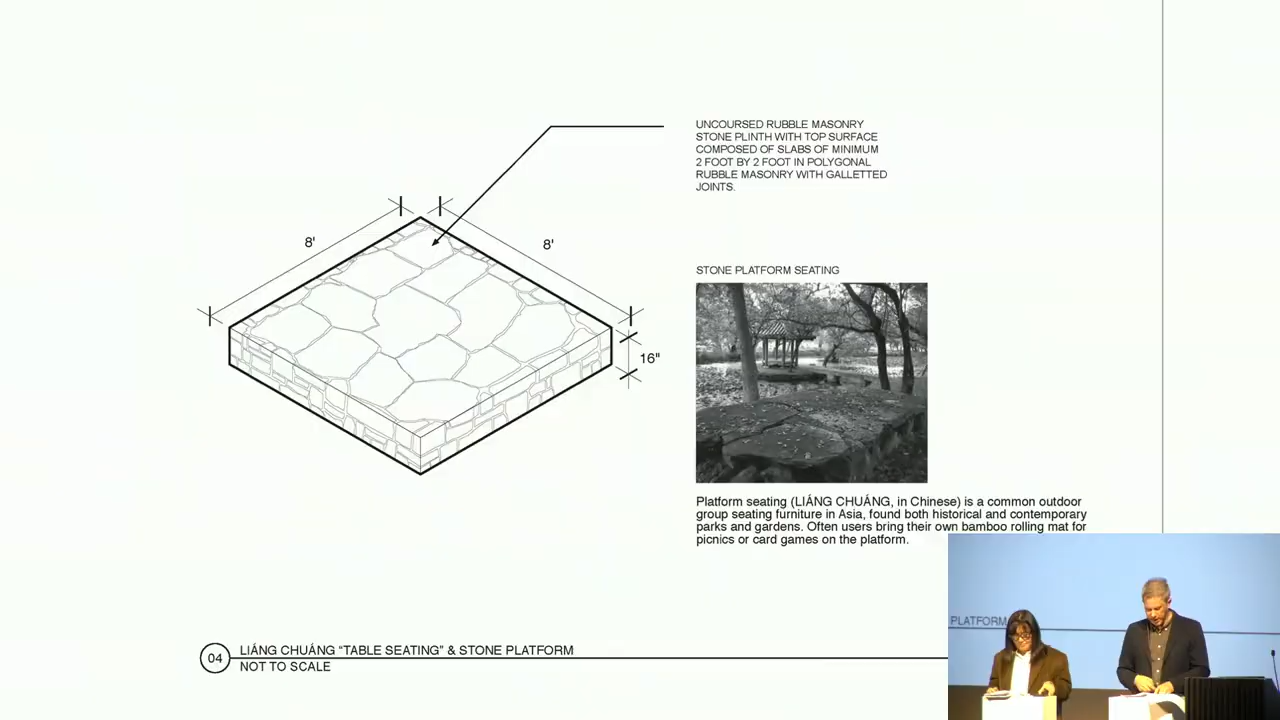 UNCOURSED RUBBLE MASONRY
STONE PLINTH WITH TOP SURFACE
COMPOSED OF SLABS OF MINIMUM
2 FOOT BY 2 FOOT IN POLYGONAL
RUBBLE MASONRY WITH GALLETTED
JOINTS.
8'
8'
16"
STONE PLATFORM SEATING
Platform seating (LIÁNG CHUÁNG, in Chinese) is a common outdoor
group seating furniture in Asia, found both historical and contemporary
parks and gardens. Often users bring their own bamboo rolling mat for
picnics or card games on the platform.
04
LIÁNG CHUÁNG “TABLE SEATING” & STONE PLATFORM
NOT TO SCALE
PLATFORM